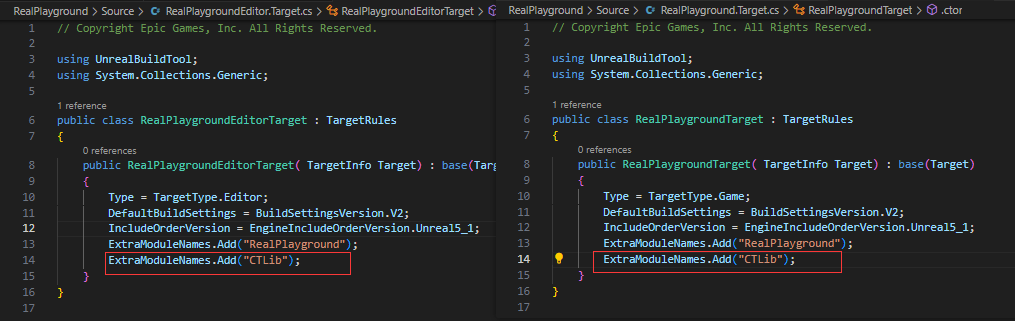 RealPlayground > Source > RealPlaygroundEditor.Target.cs > RealPlaygroundEditorTarget >
1 // Copyright Epic Games, Inc. All Rights Reserved.
2
3 using UnrealBuildTool;
4 using System.Collections.Generic;
5
1 reference
6 public class RealPlaygroundEditorTarget : TargetRules
7 {
0 references
8 public RealPlaygroundEditorTarget( TargetInfo Target) : base(Targ
9 {
10 Type = TargetType.Editor;
11 DefaultBuildSettings = BuildSettingsVersion.V2;
12 IncludeOrderVersion = EngineIncludeOrderVersion.Unreal5_1;
13 ExtraModuleNames.Add("RealPlayground");
14 ExtraModuleNames.Add("CTLib");
15 }
16 }
17
RealPlayground > Source > RealPlayground.Target.cs > RealPlaygroundTarget > .ctor
1 // Copyright Epic Games, Inc. All Rights Reserved.
2
3 using UnrealBuildTool;
4 using System.Collections.Generic;
5
1 reference
6 public class RealPlaygroundTarget : TargetRules
7 {
0 references
8 public RealPlaygroundTarget( TargetInfo Target) : base(Target)
9 {
10 Type = TargetType.Game;
11 DefaultBuildSettings = BuildSettingsVersion.V2;
12 IncludeOrderVersion = EngineIncludeOrderVersion.Unreal5_1;
13 ExtraModuleNames.Add("RealPlayground");
14 ExtraModuleNames.Add("CTLib");
15 }
16 }
17